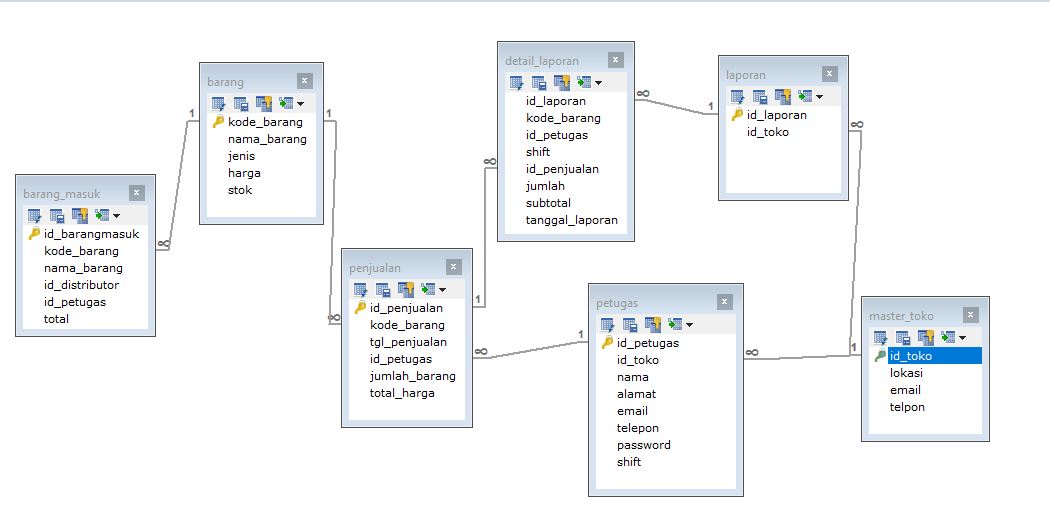 barang
kode_barang
nama_barang
jenis
harga
stok
barang_masuk
id_barangmasuk
kode_barang
nama_barang
id_distributor
id_petugas
total
detail_laporan
id_laporan
kode_barang
id_petugas
shift
id_penjualan
jumlah
subtotal
tanggal_laporan
laporan
id_laporan
id_toko
penjualan
id_penjualan
kode_barang
tgl_penjualan
id_petugas
jumlah_barang
total_harga
petugas
id_petugas
id_toko
nama
alamat
email
telepon
password
shift
master_toko
id_toko
lokasi
email
telpon
1
∞
1
∞
∞
1
∞
1
∞
1
∞
∞
1